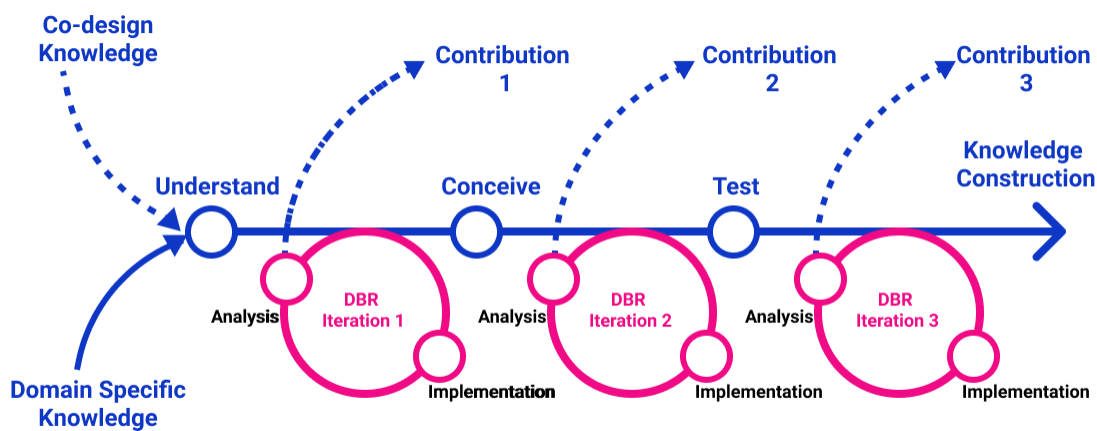 Co-design
Knowledge
Contribution
1
Contribution
2
Contribution
3
Knowledge
Construction
Understand
Conceive
Test
DBR
Iteration 1
Analysis
Implementation
DBR
Iteration 2
Analysis
Implementation
DBR
Iteration 3
Analysis
Implementation
Domain Specific
Knowledge